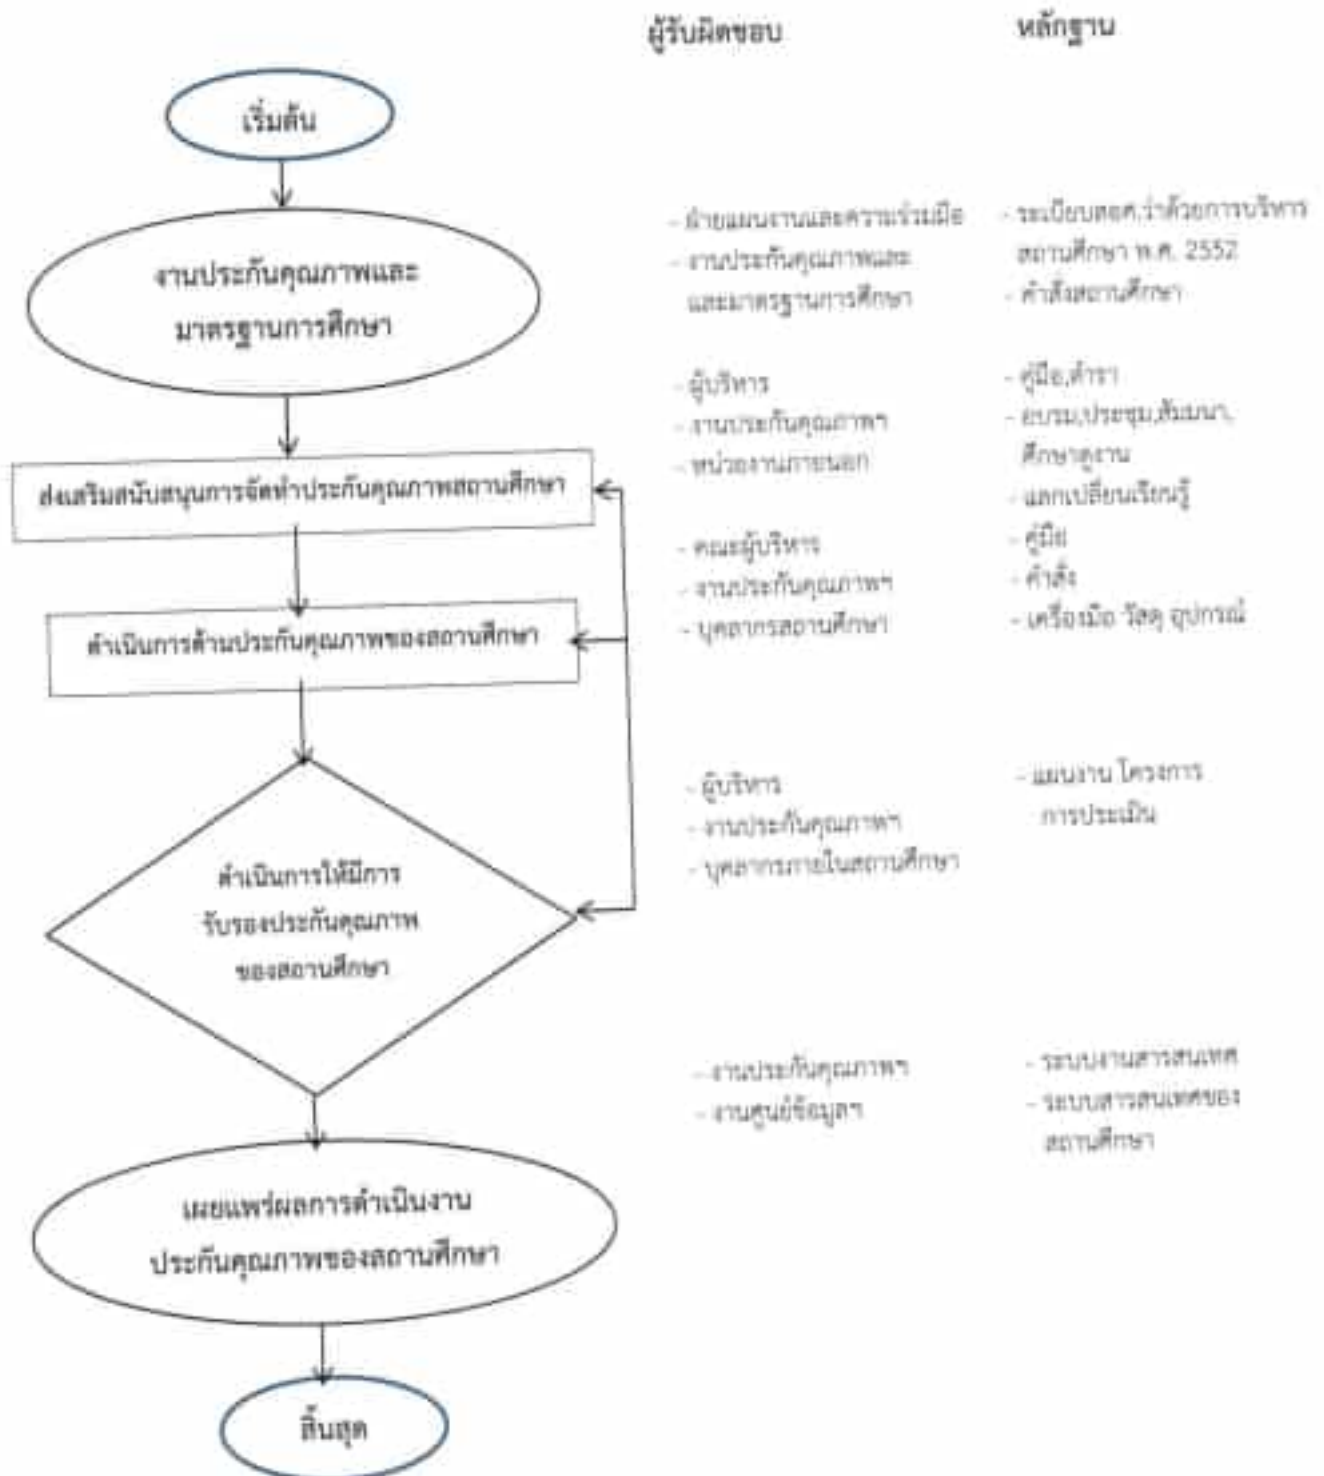 ผู้รับผิดชอบ
หลักฐาน
เริ่มต้น
งานประกันคุณภาพและ
มาตรฐานการศึกษา
- ฝ่ายแผนงานและความร่วมมือ
- งานประกันคุณภาพและ
และมาตรฐานการศึกษา
- ระเบียบสอศ.ว่าด้วยการบริหาร
สถานศึกษา พ.ศ. 2552
- คำสั่งสถานศึกษา
ส่งเสริมสนับสนุนการจัดทำประกันคุณภาพสถานศึกษา
- ผู้บริหาร
- งานประกันคุณภาพฯ
- หน่วยงานภายนอก
- คู่มือ,ตำรา
- อบรม,ประชุม,สัมมนา,
ศึกษาดูงาน
- แลกเปลี่ยนเรียนรู้
ดำเนินการด้านประกันคุณภาพของสถานศึกษา
- คณะผู้บริหาร
- งานประกันคุณภาพฯ
- บุคลากรสถานศึกษา
- คู่มือ
- คำสั่ง
- เครื่องมือ วัสดุ อุปกรณ์
ดำเนินการให้มีการ
รับรองประกันคุณภาพ
ของสถานศึกษา
- ผู้บริหาร
- งานประกันคุณภาพฯ
- บุคลากรภายในสถานศึกษา
- แผนงาน โครงการ
การประเมิน
เผยแพร่ผลการดำเนินงาน
ประกันคุณภาพของสถานศึกษา
- งานประกันคุณภาพฯ
- งานศูนย์ข้อมูลฯ
- ระบบงานสารสนเทศ
- ระบบสารสนเทศของ
สถานศึกษา
สิ้นสุด